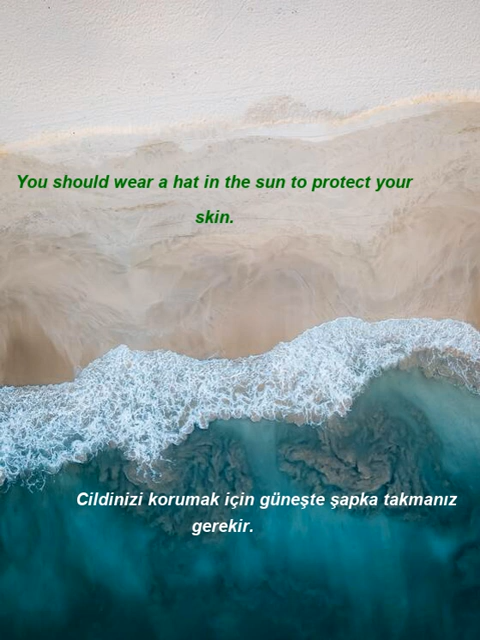 You should wear a hat in the sun to protect your
skin.
Cildinizi korumak için güneşte şapka takmanız
gerekir.